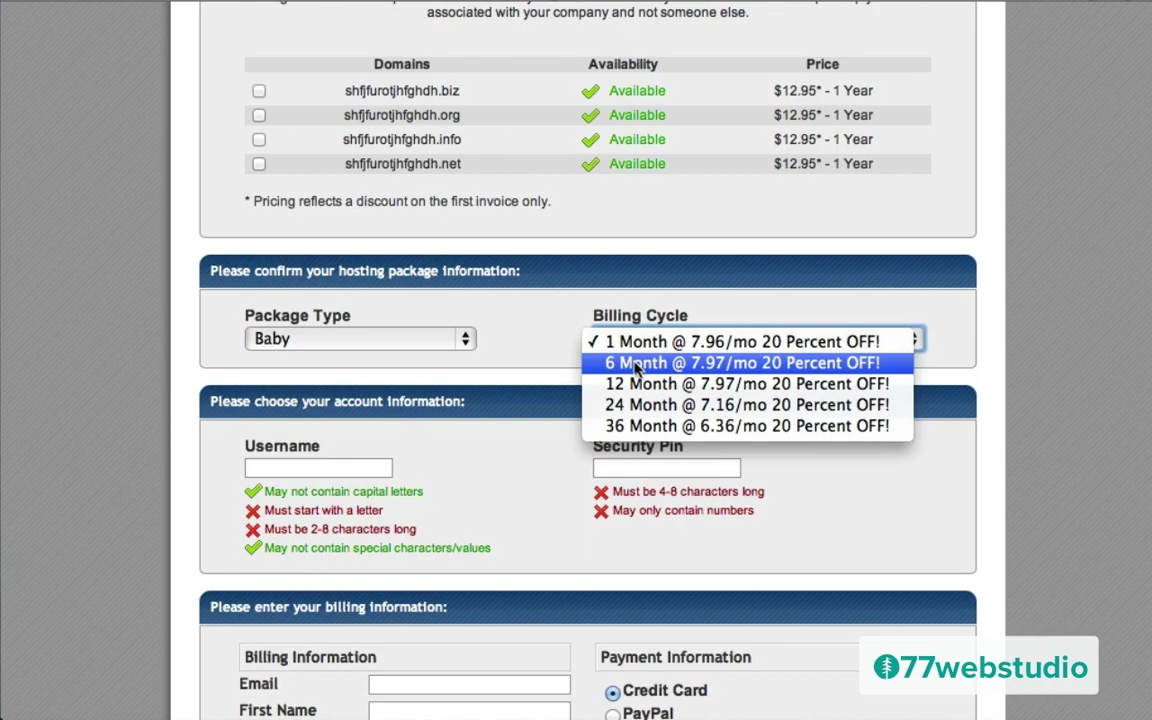 associated with your company and not someone else.
Domains Availability Price
shfjfurotjhfghdh.biz Available $12.95* - 1 Year
shfjfurotjhfghdh.org Available $12.95* - 1 Year
shfjfurotjhfghdh.info Available $12.95* - 1 Year
shfjfurotjhfghdh.net Available $12.95* - 1 Year
* Pricing reflects a discount on the first invoice only.
Please confirm your hosting package information:
Package Type Billing Cycle
Baby
✓ 1 Month @ 7.96/mo 20 Percent OFF!
6 Month @ 7.97/mo 20 Percent OFF!
12 Month @ 7.97/mo 20 Percent OFF!
24 Month @ 7.16/mo 20 Percent OFF!
36 Month @ 6.36/mo 20 Percent OFF!
Please choose your account information:
Username Security Pin
May not contain capital letters Must be 4-8 characters long
Must start with a letter May only contain numbers
Must be 2-8 characters long
May not contain special characters/values
Please enter your billing information:
Billing Information Payment Information
Email Credit Card
First Name PayPal
77webstudio